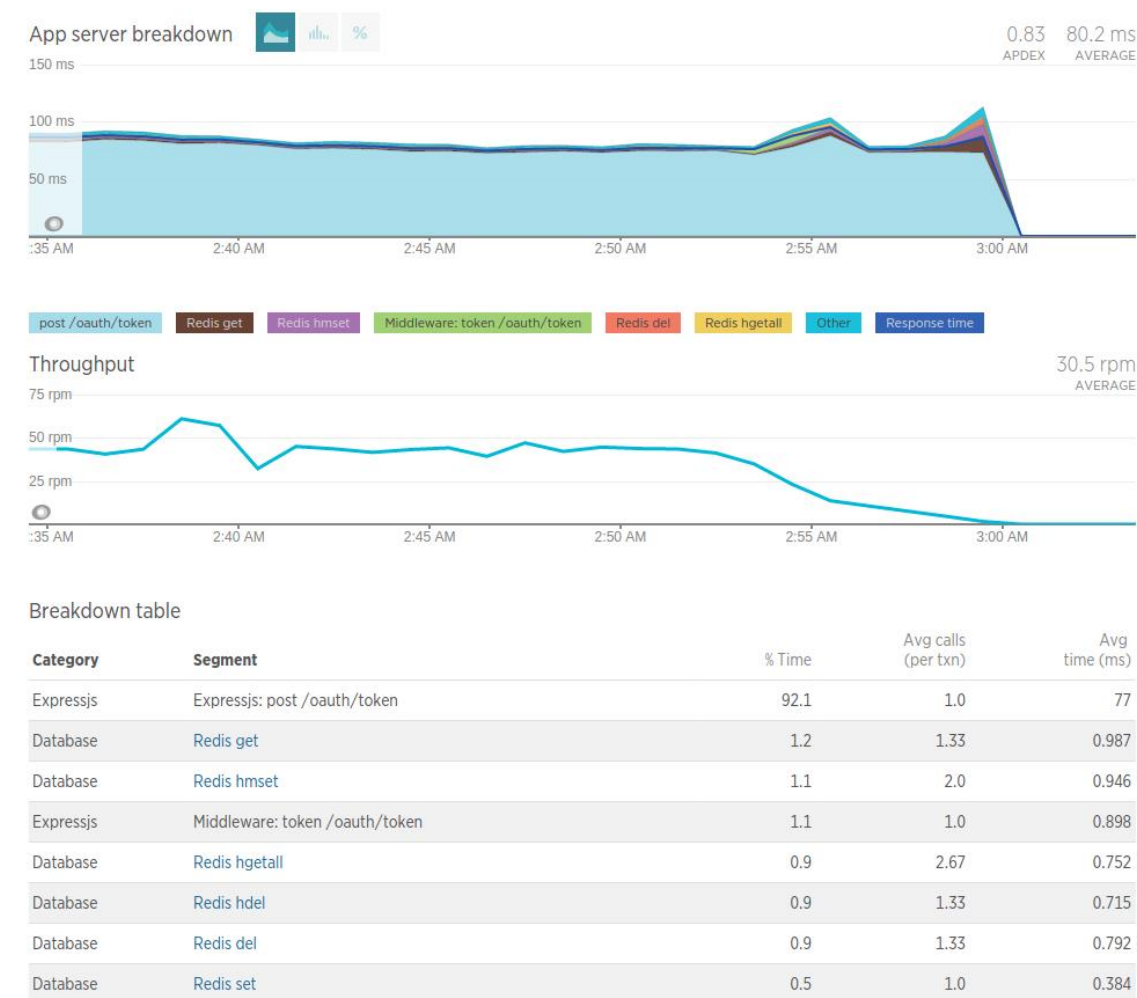 App server breakdown % 0.83 80.2 ms
APDEX AVERAGE
150 ms
100 ms
50 ms
:35 AM 2:40 AM 2:45 AM 2:50 AM 2:55 AM 3:00 AM
post /oauth/token Redis get Redis hmset Middleware: token /oauth/token Redis del Redis hgetall Other Response time
Throughput 30.5 rpm
AVERAGE
75 rpm
50 rpm
25 rpm
:35 AM 2:40 AM 2:45 AM 2:50 AM 2:55 AM 3:00 AM
Breakdown table
Category Segment % Time Avg calls (per txn) Avg time (ms)
Expressjs Expressjs: post /oauth/token 92.1 1.0 77
Database Redis get 1.2 1.33 0.987
Database Redis hmset 1.1 2.0 0.946
Expressjs Middleware: token /oauth/token 1.1 1.0 0.898
Database Redis hgetall 0.9 2.67 0.752
Database Redis hdel 0.9 1.33 0.715
Database Redis del 0.9 1.33 0.792
Database Redis set 0.5 1.0 0.384